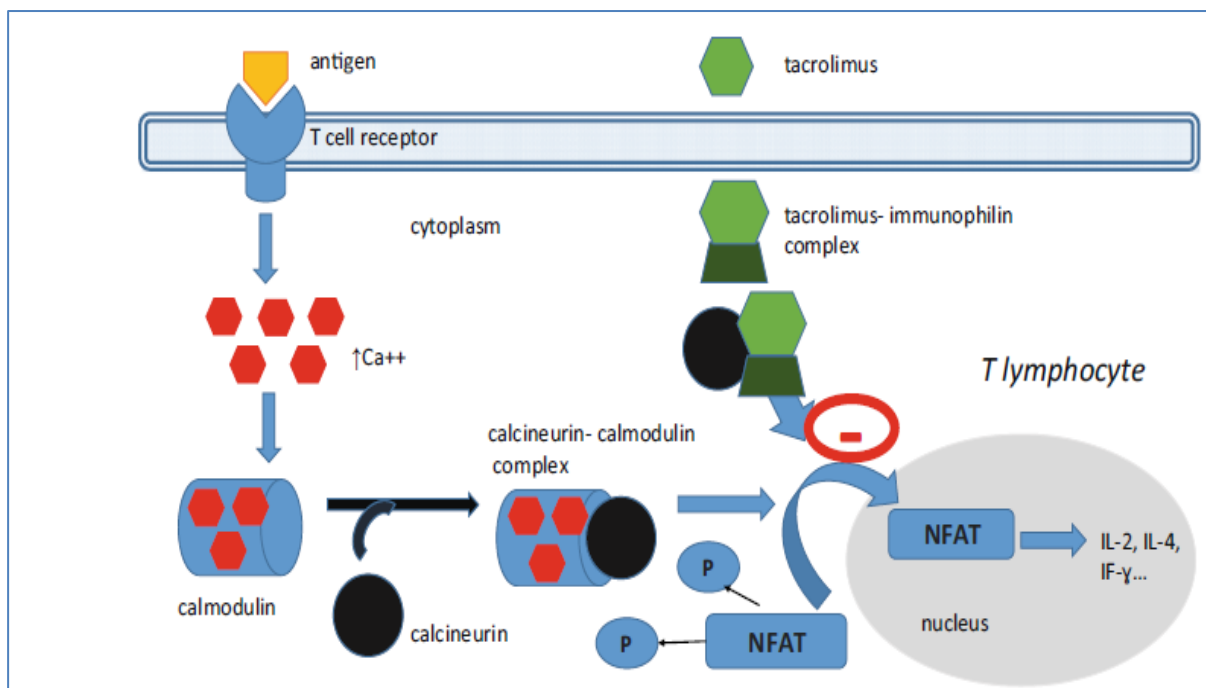 antigen
tacrolimus
T cell receptor
cytoplasm
tacrolimus- immunophilin
complex
↑Ca++
T lymphocyte
calcineurin- calmodulin
complex
NFAT
IL-2, IL-4,
IF-ɣ...
P
calmodulin
calcineurin
P
NFAT
nucleus